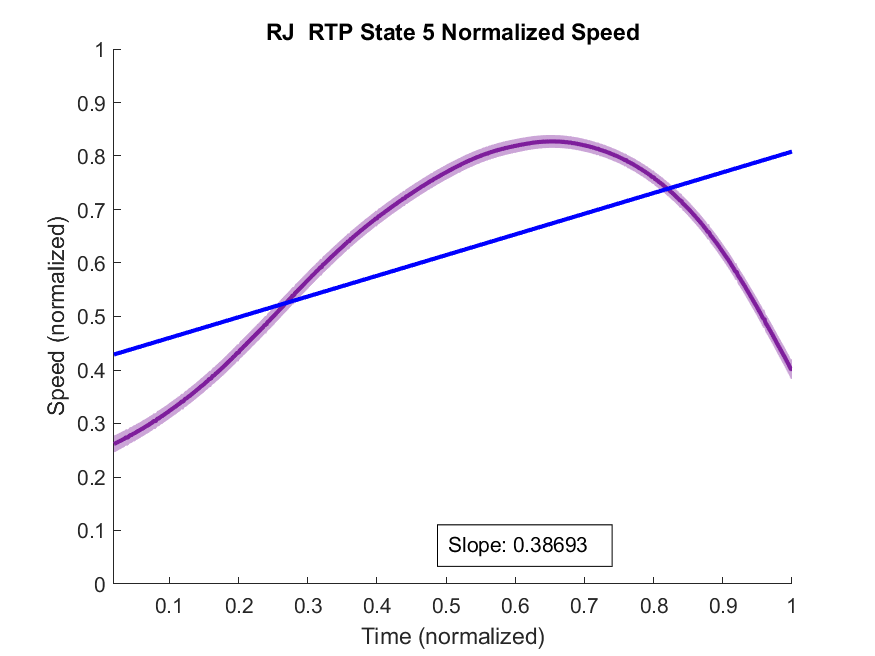 RJ  RTP State 5 Normalized Speed
1
0.9
0.8
0.7
0.6
0.5
0.4
0.3
0.2
0.1
0
Speed (normalized)
Slope: 0.38693
0.1 0.2 0.3 0.4 0.5 0.6 0.7 0.8 0.9 1
Time (normalized)